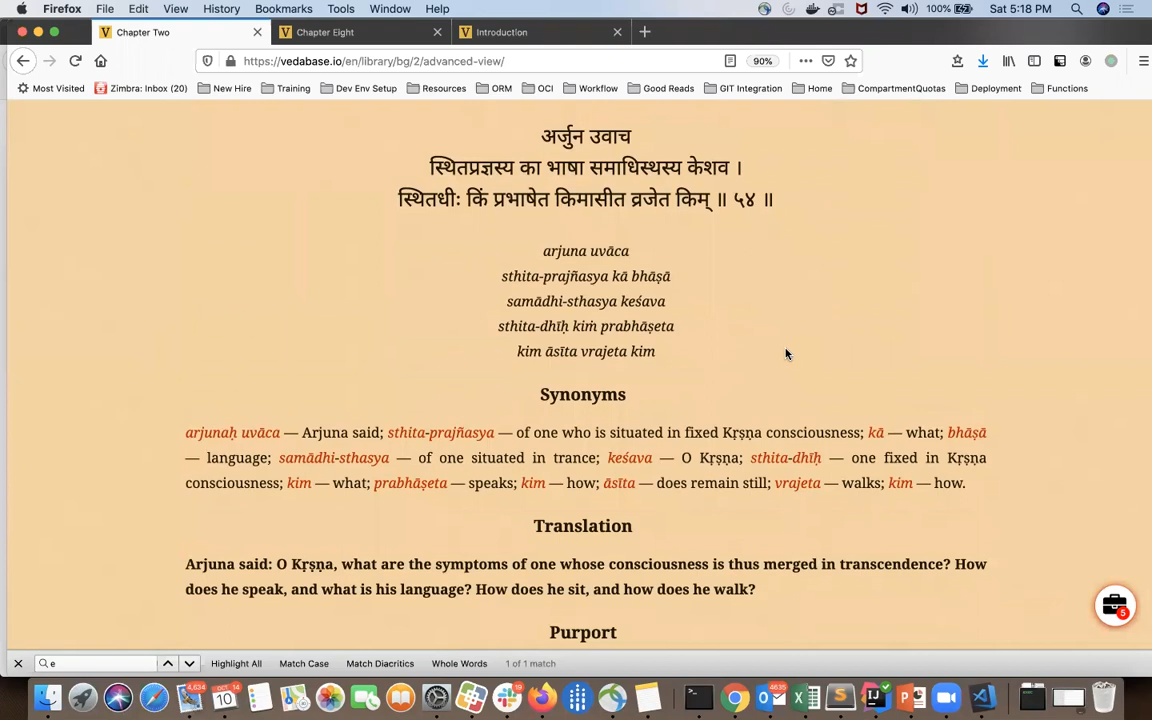 Firefox File Edit View History Bookmarks Tools Window Help 100% Sat 5:18 PM
Chapter Two Chapter Eight Introduction
https://vedabase.io/en/library/bg/2/advanced-view/ 90%
Most Visited Zimbra: Inbox (20) New Hire Training Dev Env Setup Resources ORM OCI Workflow Good Reads GIT Integration Home CompartmentQuotas Deployment Functions
अर्जुन उवाच
स्थितप्रज्ञस्य का भाषा समाधिस्थस्य केशव ।
स्थितधीः किं प्रभाषेत किमासीत व्रजेत किम् ॥ ५४ ॥
arjuna uvāca
sthita-prajñasya kā bhāṣā
samādhi-sthasya keśava
sthita-dhīḥ kiṁ prabhāṣeta
kim āsīta vrajeta kim
Synonyms
arjunaḥ uvāca — Arjuna said; sthita-prajñasya — of one who is situated in fixed Kṛṣṇa consciousness; kā — what; bhāṣā
— language; samādhi-sthasya — of one situated in trance; keśava — O Kṛṣṇa; sthita-dhīḥ — one fixed in Kṛṣṇa
consciousness; kim — what; prabhāṣeta — speaks; kim — how; āsīta — does remain still; vrajeta — walks; kim — how.
Translation
Arjuna said: O Kṛṣṇa, what are the symptoms of one whose consciousness is thus merged in transcendence? How
does he speak, and what is his language? How does he sit, and how does he walk?
5
Purport
e Highlight All Match Case Match Diacritics Whole Words 1 of 1 match
4,634 OCT 10 14 19 4635